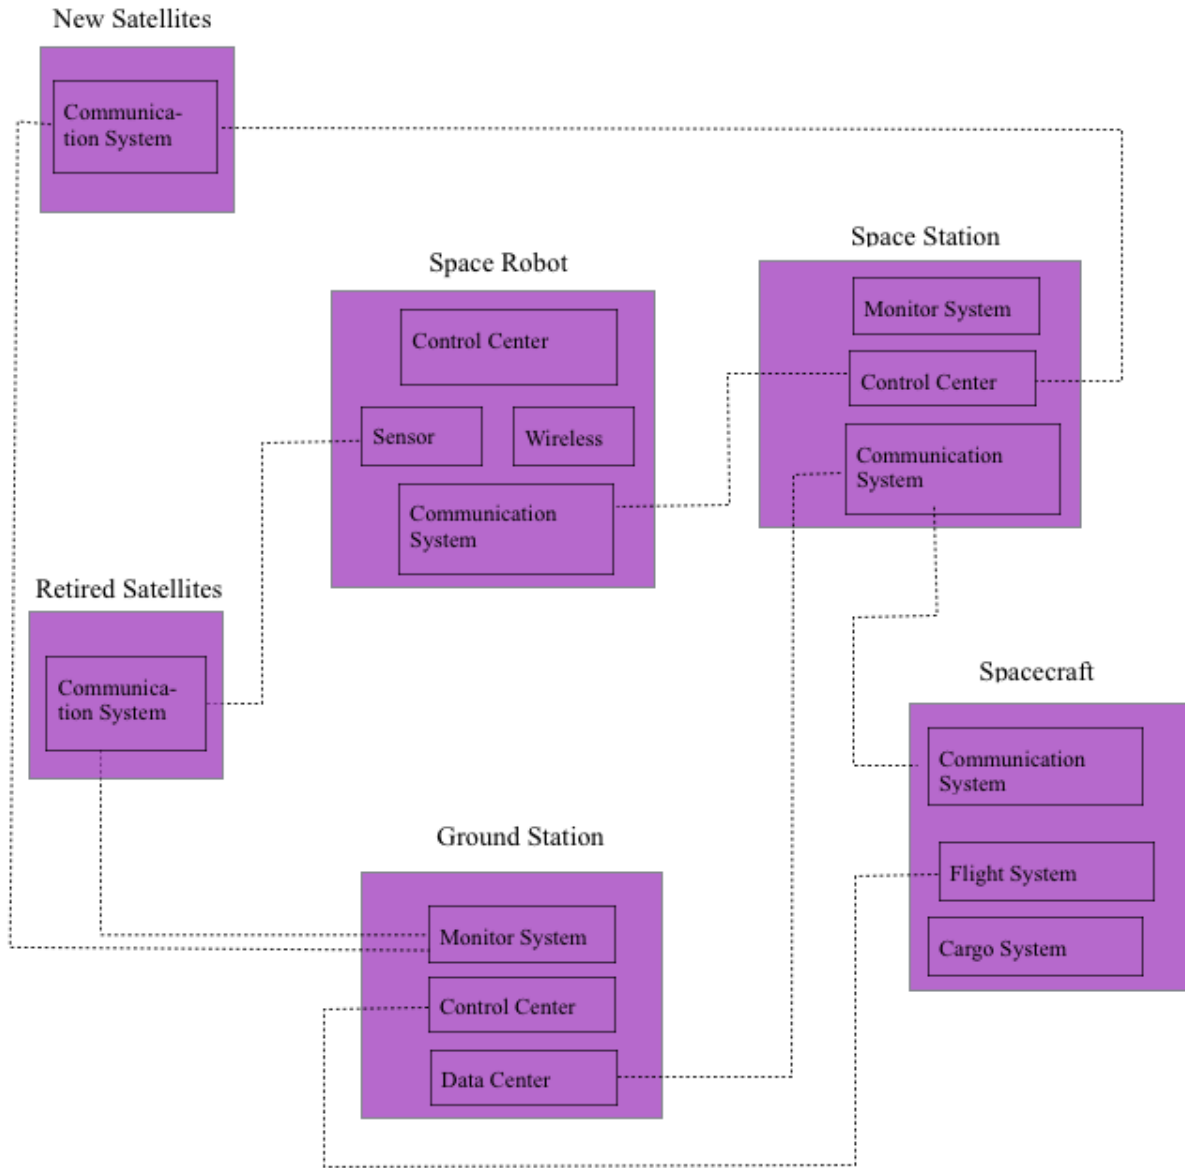 New Satellites
Communica-
tion System
Space Station
Monitor System
Control Center
Communication
System
Space Robot
Control Center
Sensor
Wireless
Communication
System
Retired Satellites
Communica-
tion System
Spacecraft
Communication
System
Flight System
Cargo System
Ground Station
Monitor System
Control Center
Data Center